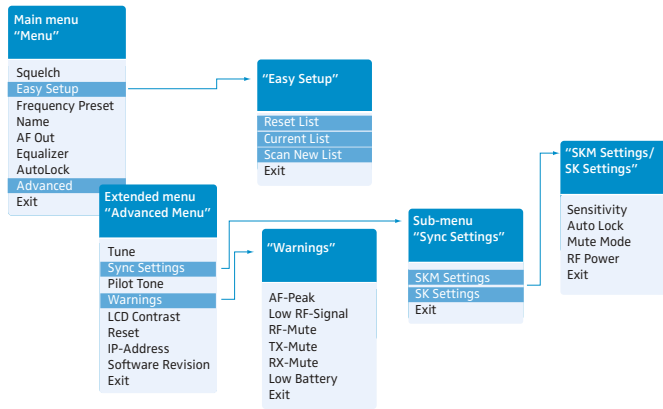 Main menu
“Menu”
Squelch
Easy Setup
Frequency Preset
Name
AF Out
Equalizer
AutoLock
Advanced
Exit
“Easy Setup”
Reset List
Current List
Scan New List
Exit
Extended menu
“Advanced Menu”
Tune
Sync Settings
Pilot Tone
Warnings
LCD Contrast
Reset
IP-Address
Software Revision
Exit
“Warnings”
AF-Peak
Low RF-Signal
RF-Mute
TX-Mute
RX-Mute
Low Battery
Exit
Sub-menu
“Sync Settings”
SKM Settings
SK Settings
Exit
“SKM Settings/
SK Settings”
Sensitivity
Auto Lock
Mute Mode
RF Power
Exit